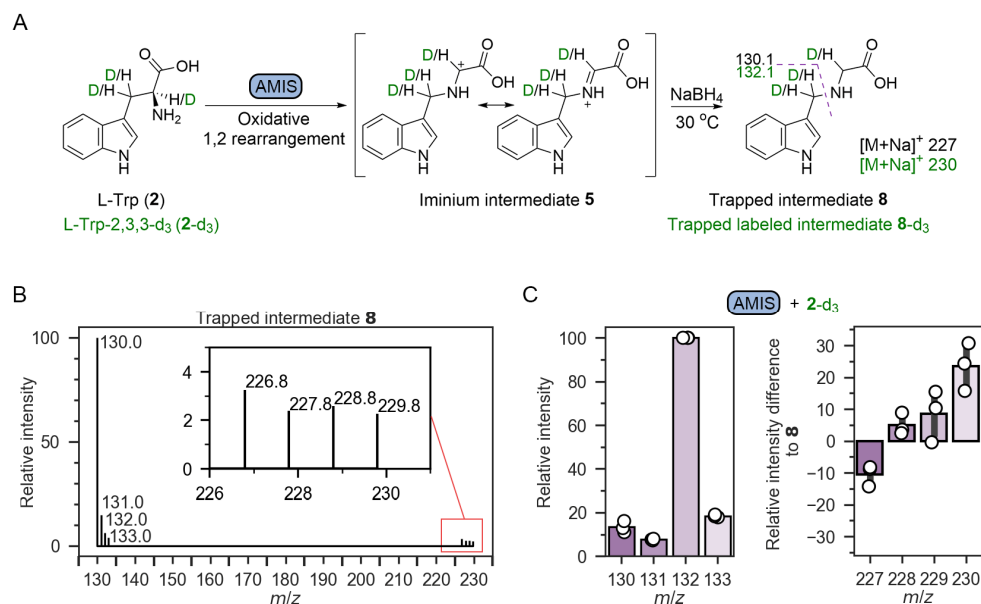 A
D/H
D/H
D/H
O
OH
H/D
NH₂
N
H
L-Trp (2)
L-Trp-2,3,3-d₃ (2-d₃)
AMIS
Oxidative
1,2 rearrangement
D/H
+
O
OH
D/H
D/H
NH
N
H
D/H
O
OH
D/H
D/H
NH
+
N
H
Iminium intermediate 5
NaBH₄
30 °C
130.1
132.1
D/H
O
OH
D/H
D/H
NH
N
H
[M+Na]⁺ 227
[M+Na]⁺ 230
Trapped intermediate 8
Trapped labeled intermediate 8-d₃
B
Trapped intermediate 8
Relative intensity
100
50
0
130.0
131.0
132.0
133.0
4
2
0
226.8
227.8
228.8
229.8
226 228 230
130 140 150 160 170 180 190 200 210 220 230
m/z
C
AMIS + 2-d₃
Relative intensity
100
80
60
40
20
0
130 131 132 133
m/z
Relative intensity difference
to 8
30
20
10
0
−10
−20
−30
227 228 229 230
m/z